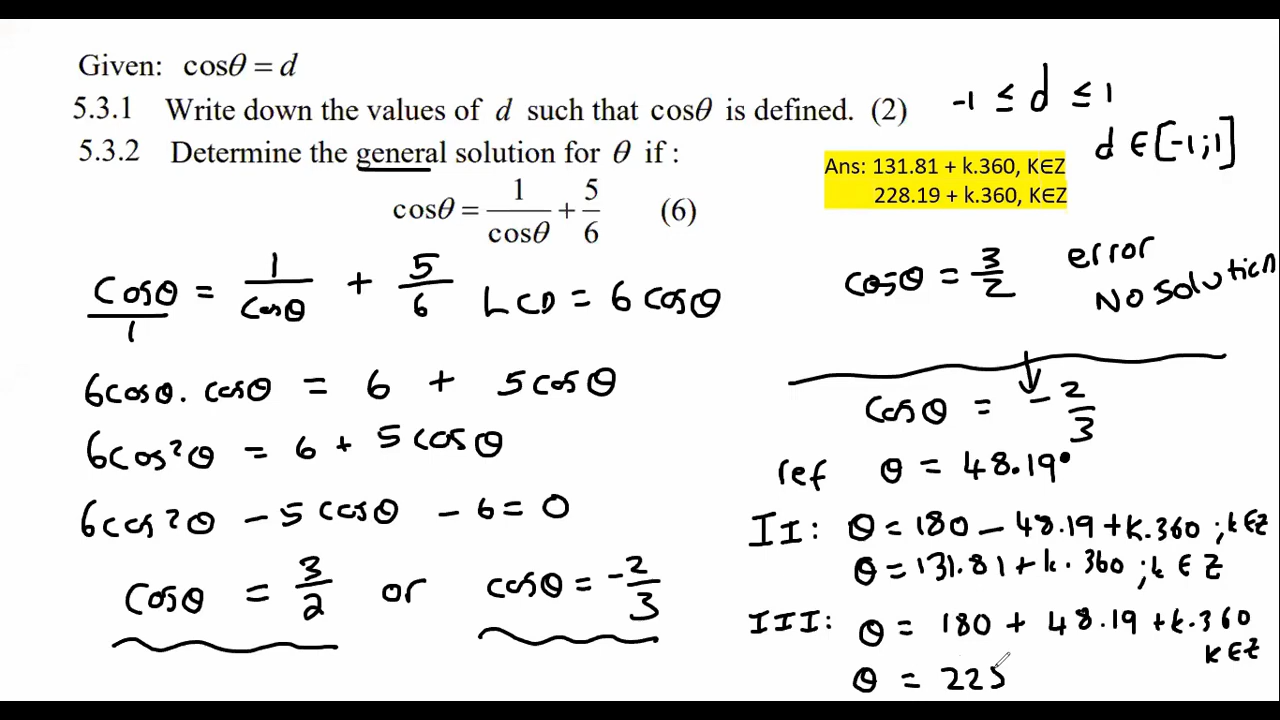 Given: cosθ = d
5.3.1 Write down the values of d such that cosθ is defined. (2)
-1 ≤ d ≤ 1
d ∈ [-1;1]
5.3.2 Determine the general solution for θ if :
cosθ = 1/cosθ + 5/6 (6)
Ans: 131.81 + k.360, K∈Z
228.19 + k.360, K∈Z
cosθ/1 = 1/cosθ + 5/6 LCD = 6 cosθ
6cosθ. cosθ = 6 + 5cosθ
6cos²θ = 6 + 5cosθ
6cos²θ - 5cosθ - 6 = 0
cosθ = 3/2 or cosθ = -2/3
cosθ = 3/2 error
No solution
cosθ = -2/3
ref θ = 48.19°
II: θ = 180 - 48.19 + k.360 ; k∈Z
θ = 131.81 + k.360 ; k∈Z
III: θ = 180 + 48.19 + k.360
k∈Z
θ = 225